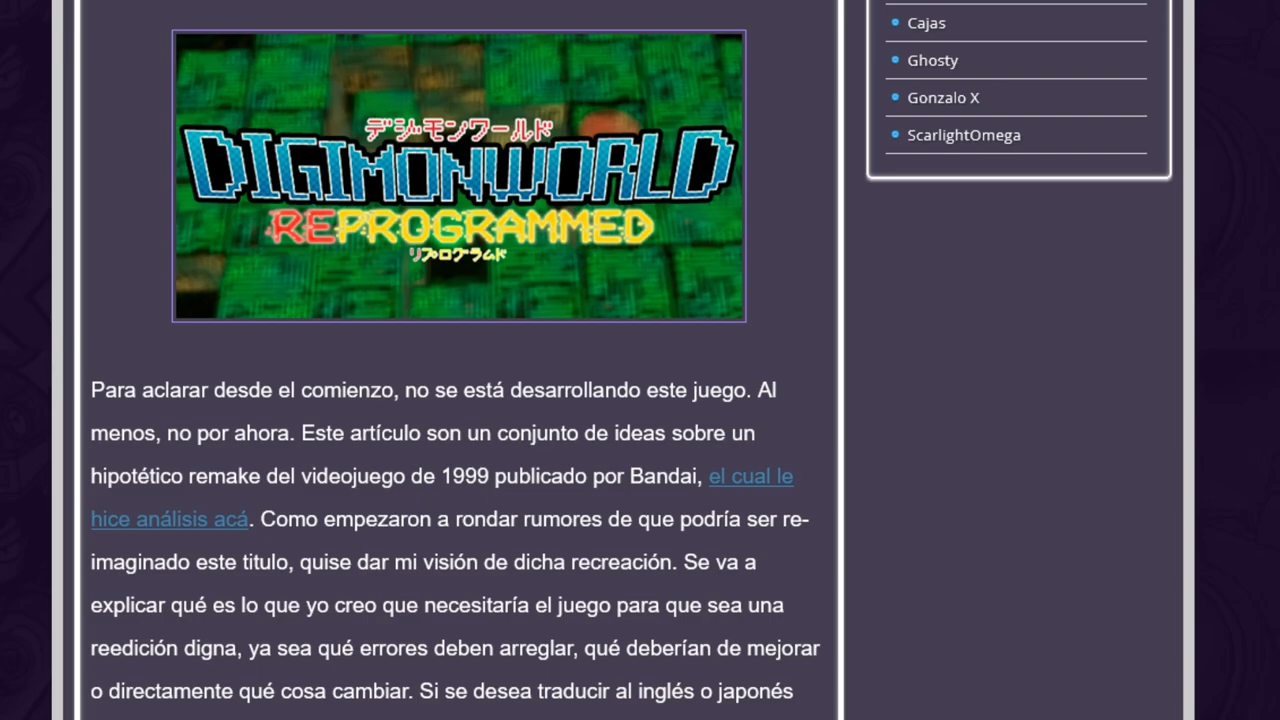 デジモンワールド
DIGIMONWORLD
REPROGRAMMED
リプログラムド
Para aclarar desde el comienzo, no se está desarrollando este juego. Al
menos, no por ahora. Este artículo son un conjunto de ideas sobre un
hipotético remake del videojuego de 1999 publicado por Bandai, el cual le
hice análisis acá. Como empezaron a rondar rumores de que podría ser re-
imaginado este titulo, quise dar mi visión de dicha recreación. Se va a
explicar qué es lo que yo creo que necesitaría el juego para que sea una
reedición digna, ya sea qué errores deben arreglar, qué deberían de mejorar
o directamente qué cosa cambiar. Si se desea traducir al inglés o japonés
Cajas
Ghosty
Gonzalo X
ScarlightOmega